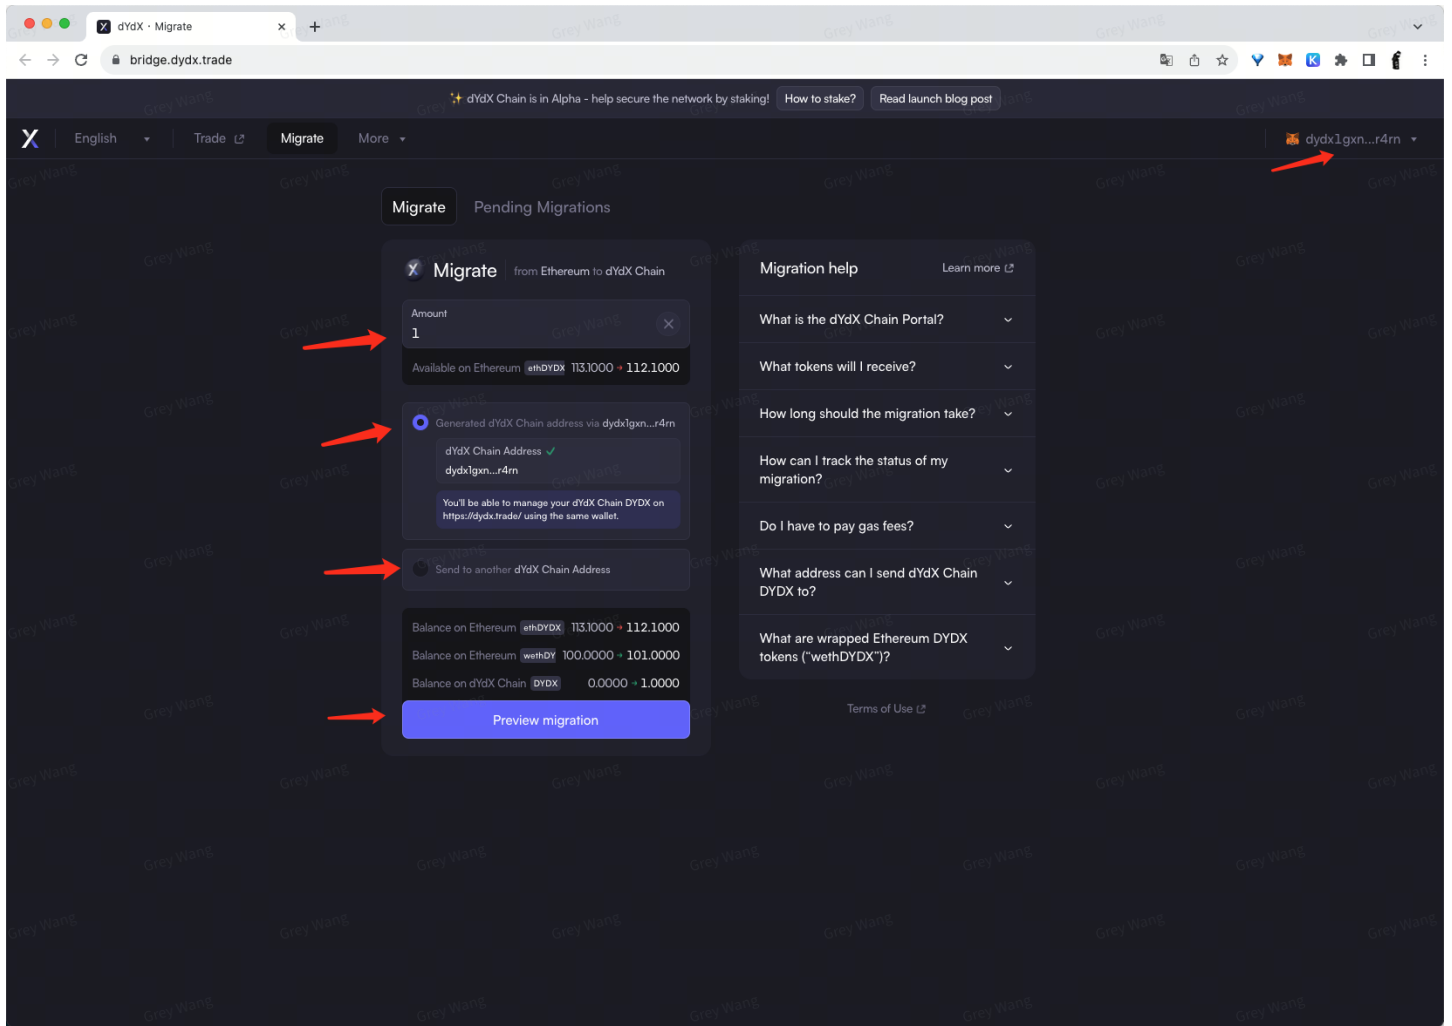 dYdX · Migrate
bridge.dydx.trade
✨ dYdX Chain is in Alpha - help secure the network by staking! How to stake? Read launch blog post
English Trade Migrate More dydx1gxn...r4rn
Migrate Pending Migrations
Migrate from Ethereum to dYdX Chain
Amount
1
Available on Ethereum ethDYDX 113.1000 → 112.1000
Generated dYdX Chain address via dydx1gxn...r4rn
dYdX Chain Address ✓
dydx1gxn...r4rn
You'll be able to manage your dYdX Chain DYDX on
https://dydx.trade/ using the same wallet.
Send to another dYdX Chain Address
Balance on Ethereum ethDYDX 113.1000 → 112.1000
Balance on Ethereum wethDY 100.0000 → 101.0000
Balance on dYdX Chain DYDX 0.0000 → 1.0000
Preview migration
Migration help Learn more
What is the dYdX Chain Portal?
What tokens will I receive?
How long should the migration take?
How can I track the status of my
migration?
Do I have to pay gas fees?
What address can I send dYdX Chain
DYDX to?
What are wrapped Ethereum DYDX
tokens (“wethDYDX”)?
Terms of Use
Grey Wang